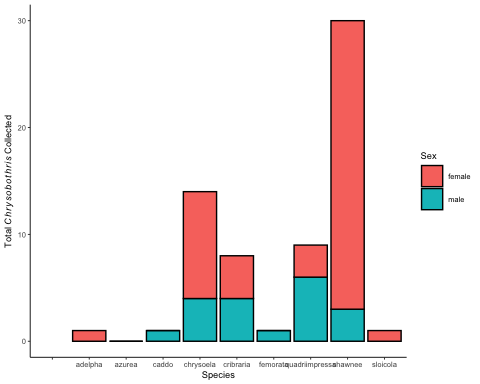 Total Chrysobothris Collected
30
20
10
0
adelpha azurea caddo chrysoela cribraria femorata quadriimpressa shawnee sloicola
Species
Sex
female
male